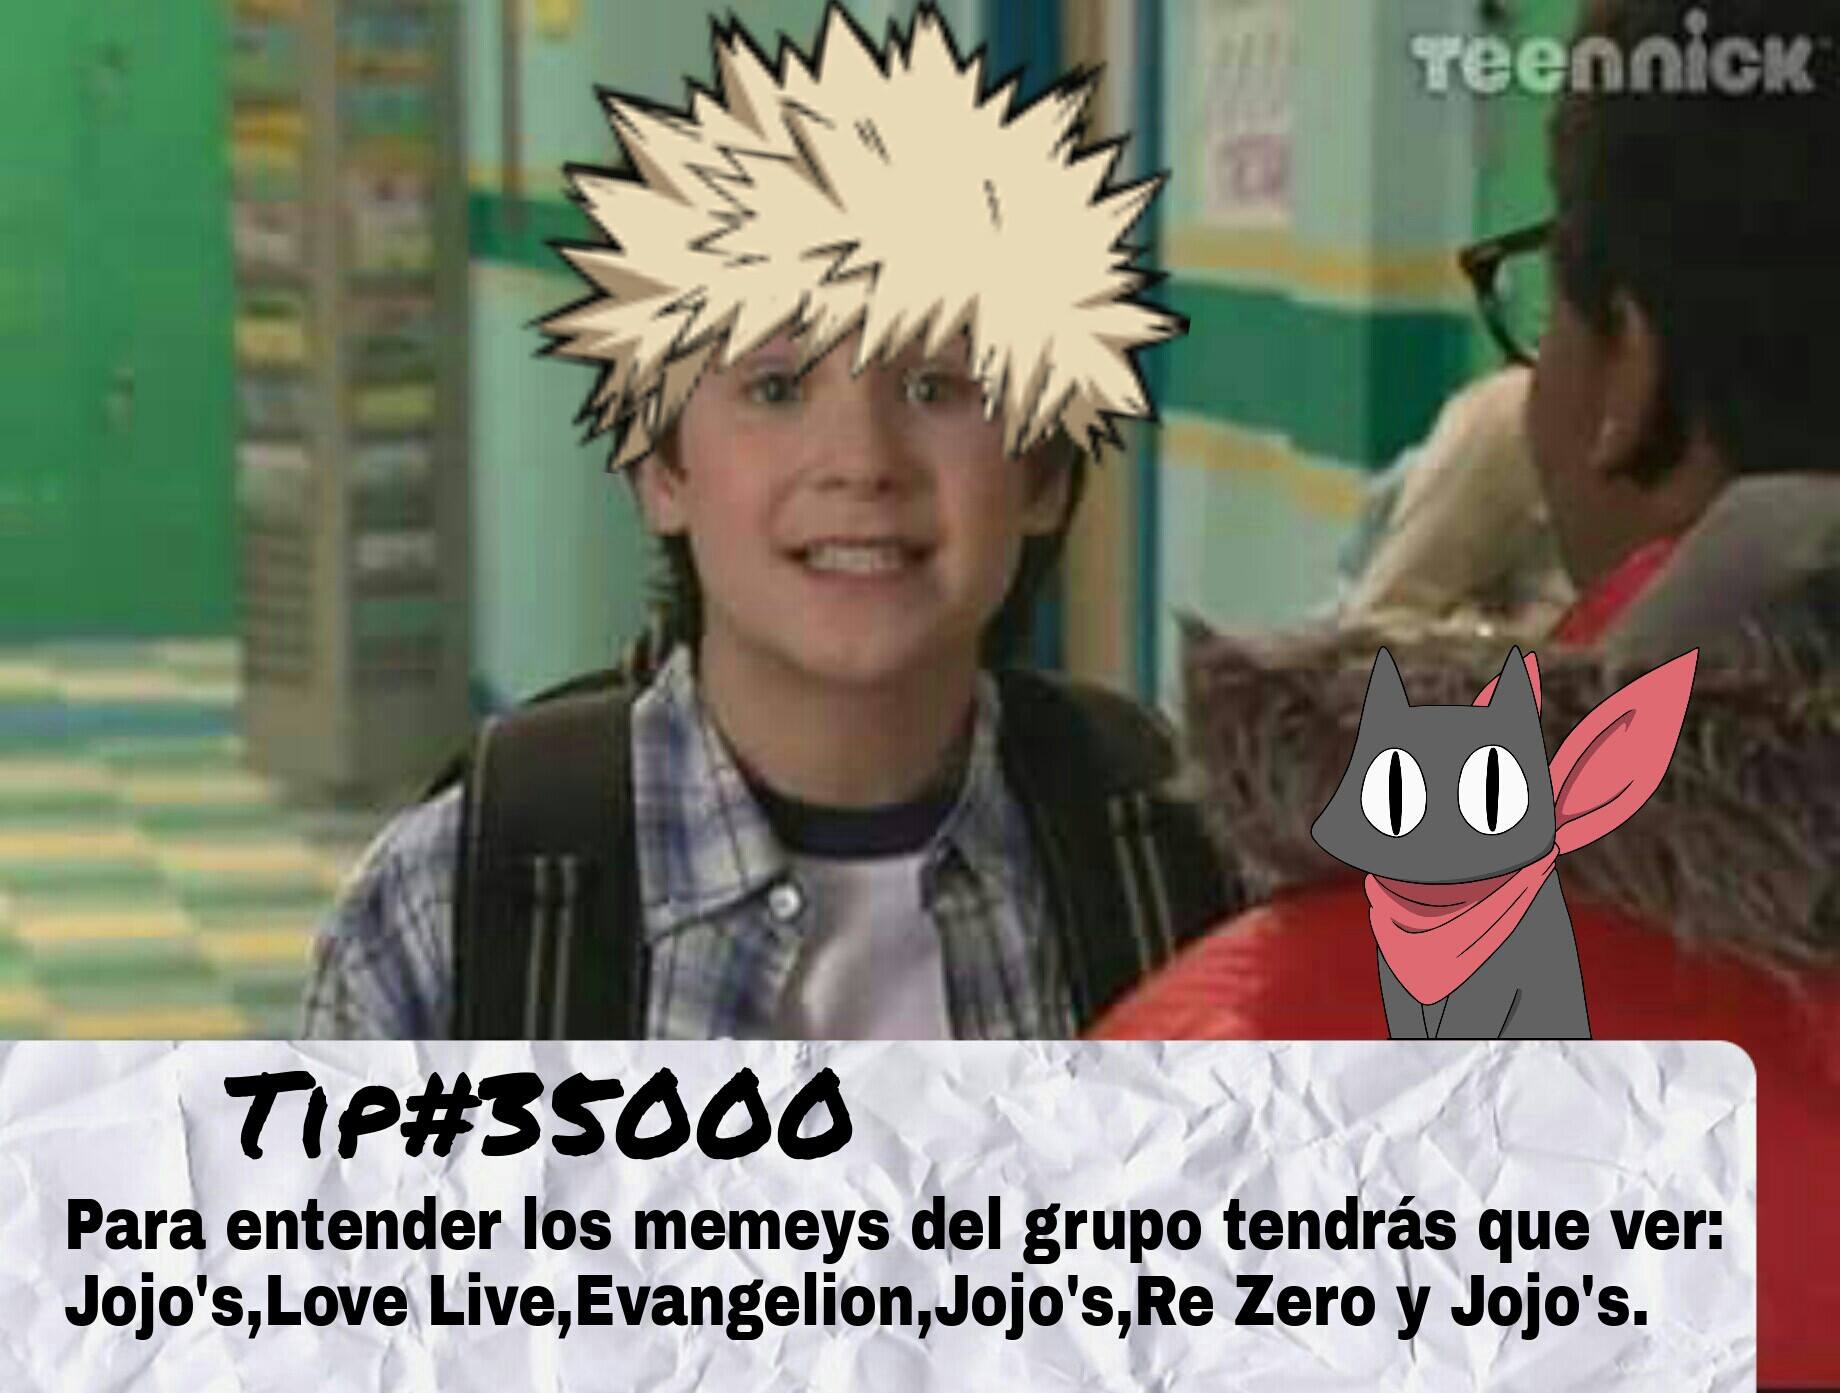 Teennick
Tip#35000
Para entender los memeys del grupo tendrás que ver:
Jojo's,Love Live,Evangelion,Jojo's,Re Zero y Jojo's.